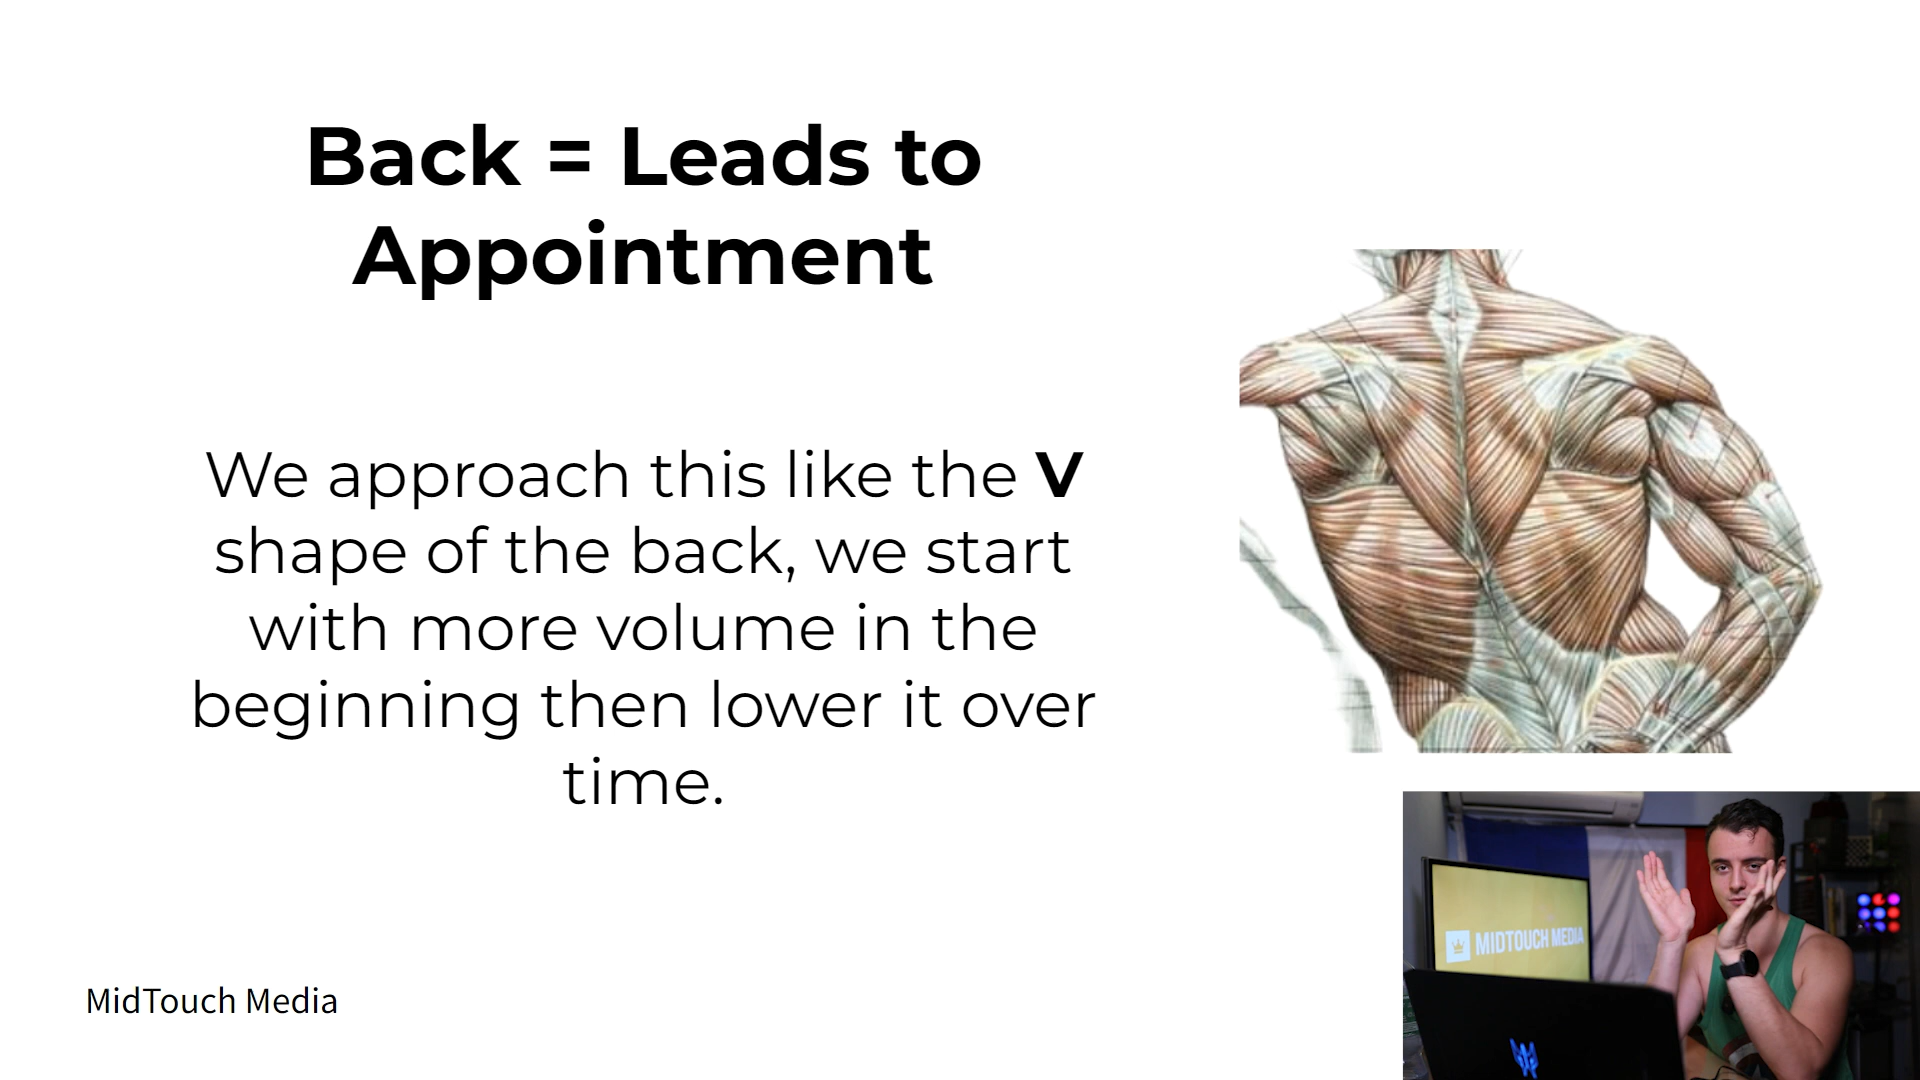 Back = Leads to
Appointment
We approach this like the V
shape of the back, we start
with more volume in the
beginning then lower it over
time.
MIDTOUCH MEDIA
MidTouch Media